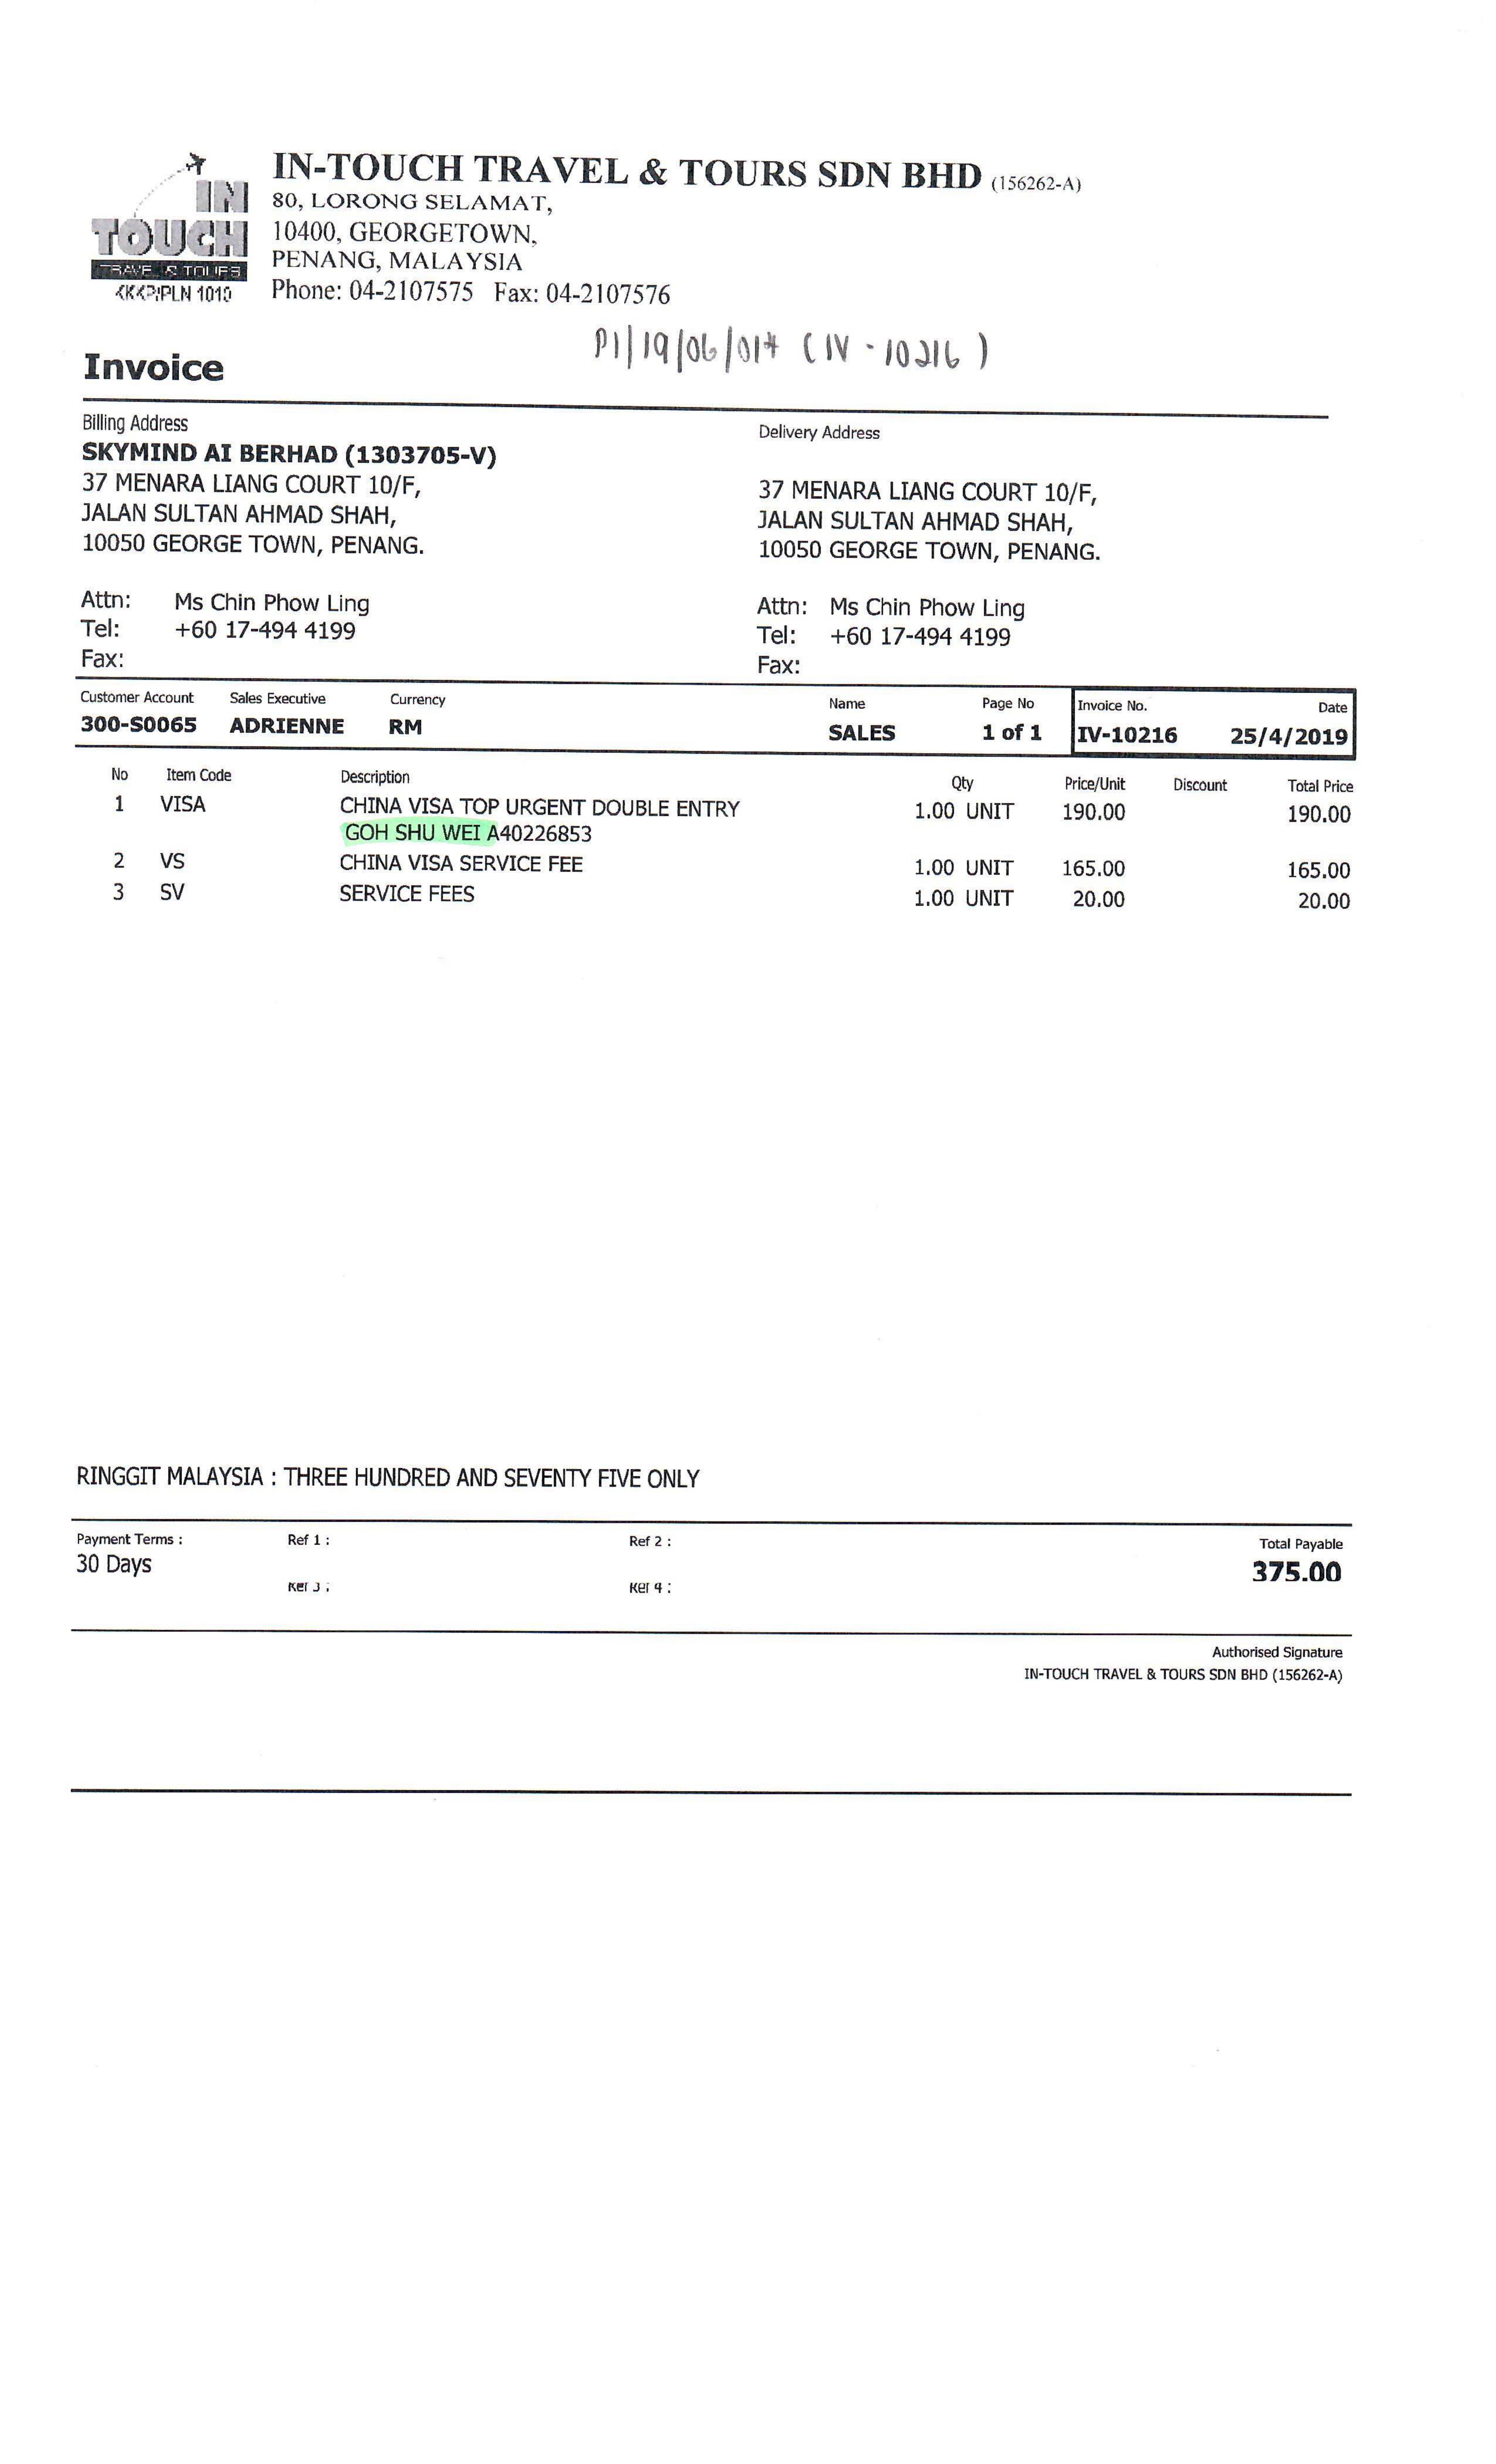 IN-TOUCH TRAVEL & TOURS SDN BHD (156262-A)
80, LORONG SELAMAT,
10400, GEORGETOWN,
PENANG, MALAYSIA
Phone: 04-2107575 Fax: 04-2107576
IN
TOUCH
TRAVEL & TOURS
KKKP/PLN 1010
P1/19/06/017 (IV-10216)
Invoice
Billing Address
SKYMIND AI BERHAD (1303705-V)
37 MENARA LIANG COURT 10/F,
JALAN SULTAN AHMAD SHAH,
10050 GEORGE TOWN, PENANG.
Attn: Ms Chin Phow Ling
Tel: +60 17-494 4199
Fax:
Delivery Address
37 MENARA LIANG COURT 10/F,
JALAN SULTAN AHMAD SHAH,
10050 GEORGE TOWN, PENANG.
Attn: Ms Chin Phow Ling
Tel: +60 17-494 4199
Fax:
Customer Account Sales Executive Currency Name Page No Invoice No. Date
300-S0065 ADRIENNE RM SALES 1 of 1 IV-10216 25/4/2019
No Item Code Description Qty Price/Unit Discount Total Price
1 VISA CHINA VISA TOP URGENT DOUBLE ENTRY 1.00 UNIT 190.00 190.00
GOH SHU WEI A40226853
2 VS CHINA VISA SERVICE FEE 1.00 UNIT 165.00 165.00
3 SV SERVICE FEES 1.00 UNIT 20.00 20.00
RINGGIT MALAYSIA : THREE HUNDRED AND SEVENTY FIVE ONLY
Payment Terms : Ref 1 : Ref 2 : Total Payable
30 Days 375.00
Ref 3 : Ref 4 :
Authorised Signature
IN-TOUCH TRAVEL & TOURS SDN BHD (156262-A)